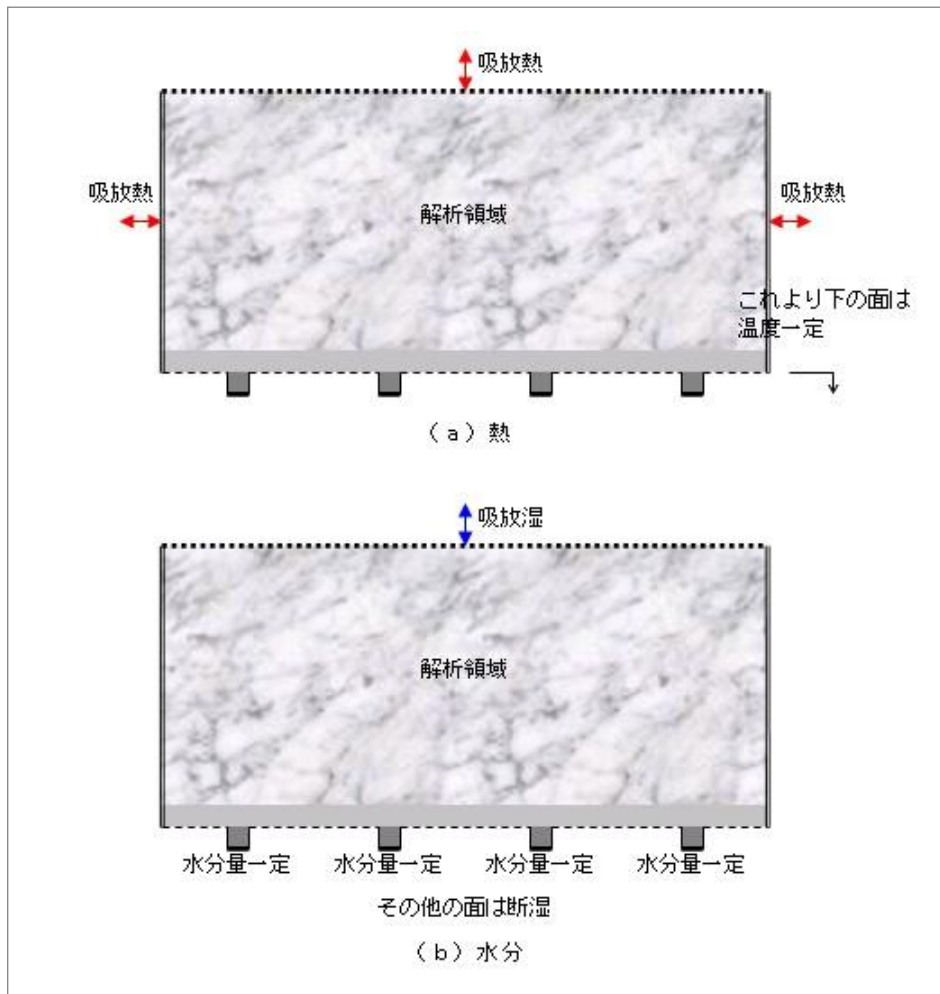 吸放熱
吸放熱
吸放熱
解析領域
これより下の面は
温度一定
（a）熱
吸放湿
解析領域
水分量一定 水分量一定 水分量一定 水分量一定
その他の面は断湿
（b）水分